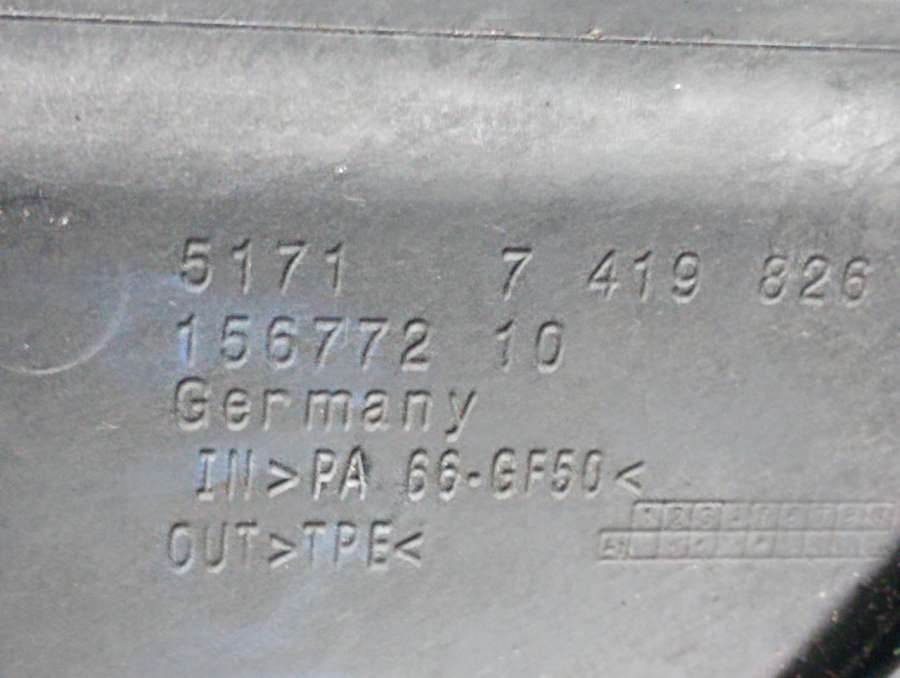 5171 7 419 826
156772 10
Germany
IN>PA 66-GF50<
OUT>TPE<